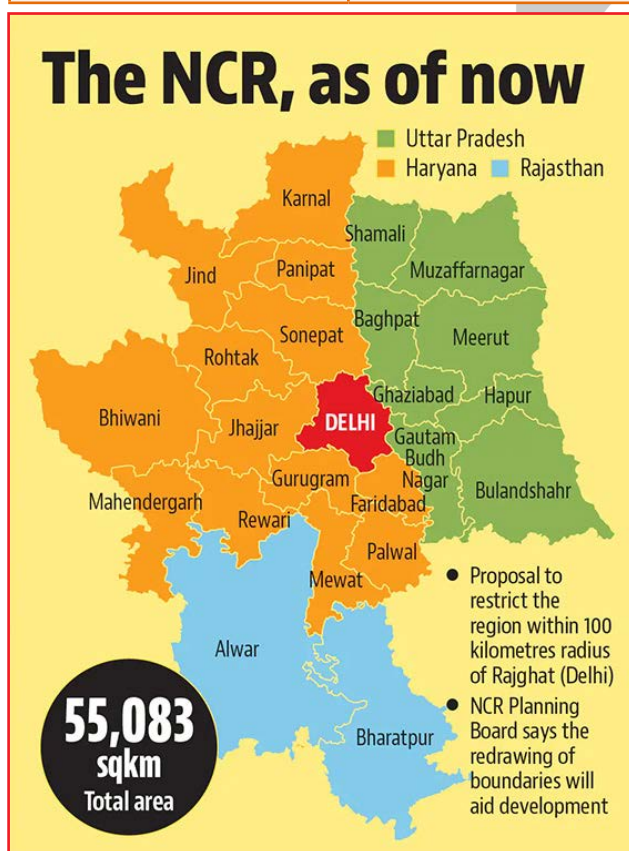 The NCR, as of now
Uttar Pradesh
Haryana Rajasthan
Karnal
Shamali
Muzaffarnagar
Jind
Panipat
Baghpat
Meerut
Sonepat
Rohtak
Ghaziabad
Hapur
Bhiwani
Jhajjar
DELHI
Gautam
Budh
Nagar
Bulandshahr
Gurugram
Mahendergarh
Faridabad
Rewari
Palwal
Mewat
Alwar
Bharatpur
• Proposal to
restrict the
region within 100
kilometres radius
of Rajghat (Delhi)
• NCR Planning
Board says the
redrawing of
boundaries will
aid development
55,083
sqkm
Total area